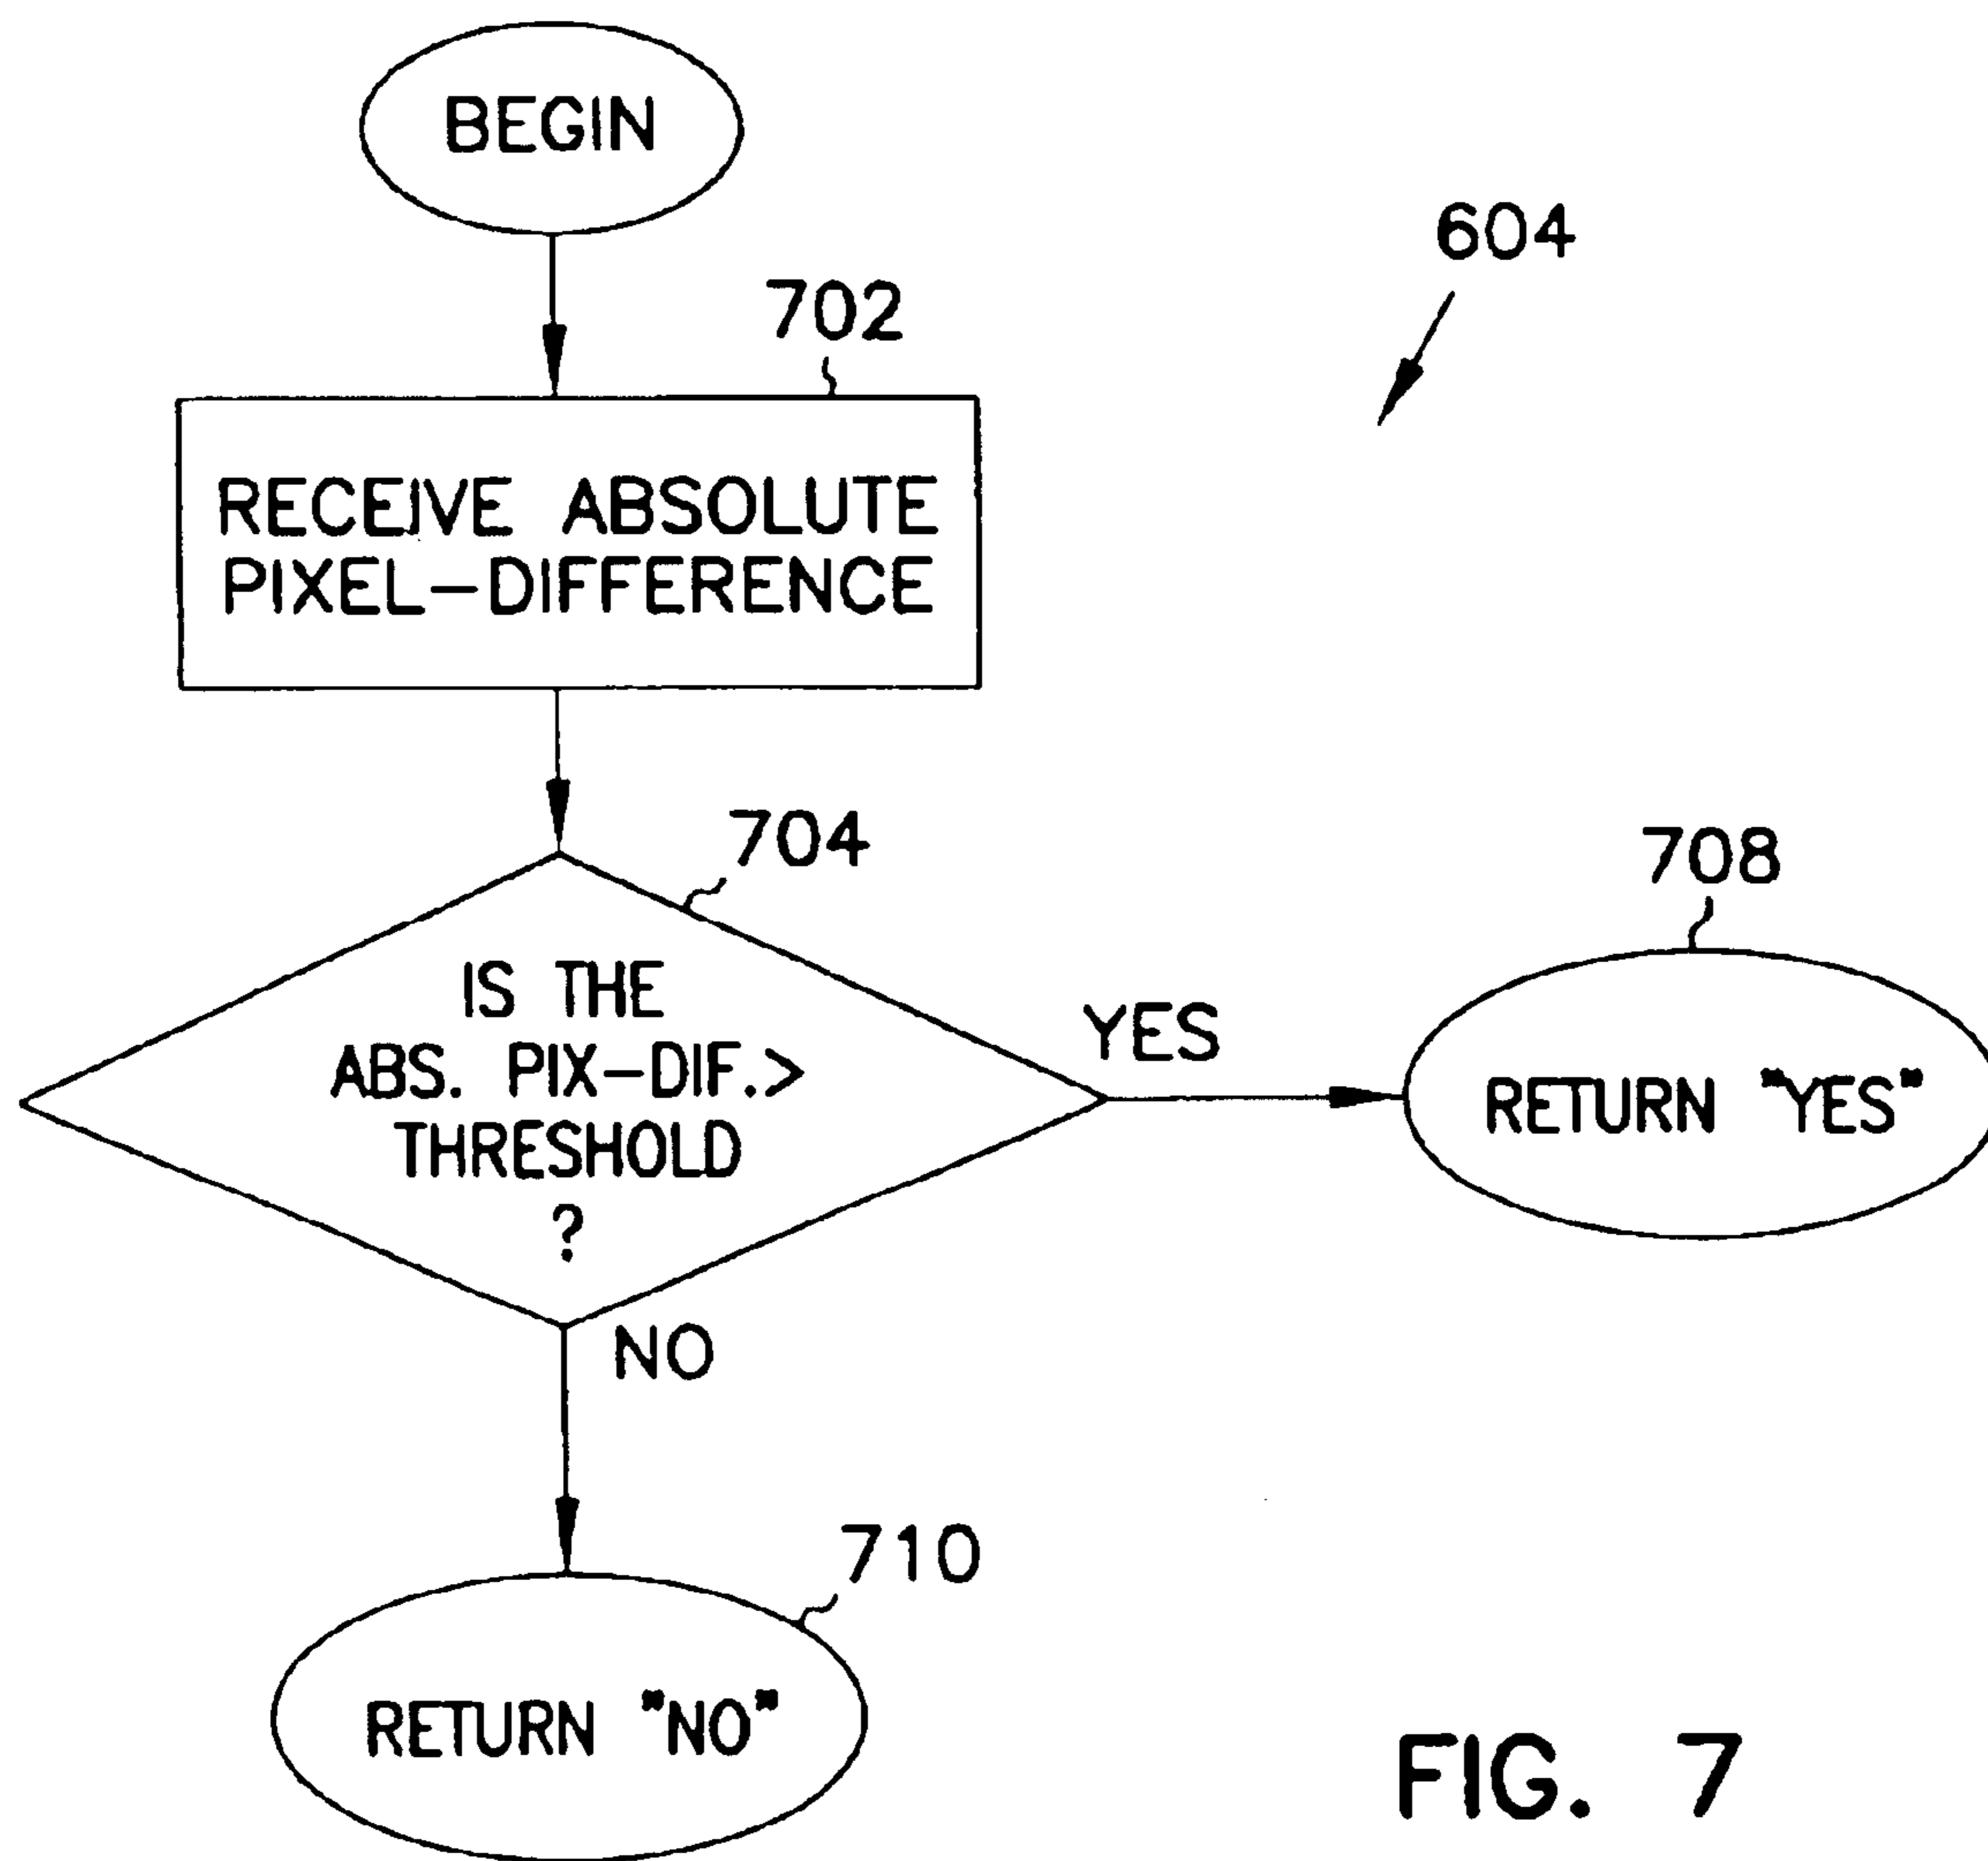 BEGIN
604
702
RECEIVE ABSOLUTE
PIXEL–DIFFERENCE
704
708
IS THE
ABS. PIX–DIF.>
THRESHOLD
?
YES
RETURN "YES"
NO
710
RETURN "NO"
FIG. 7